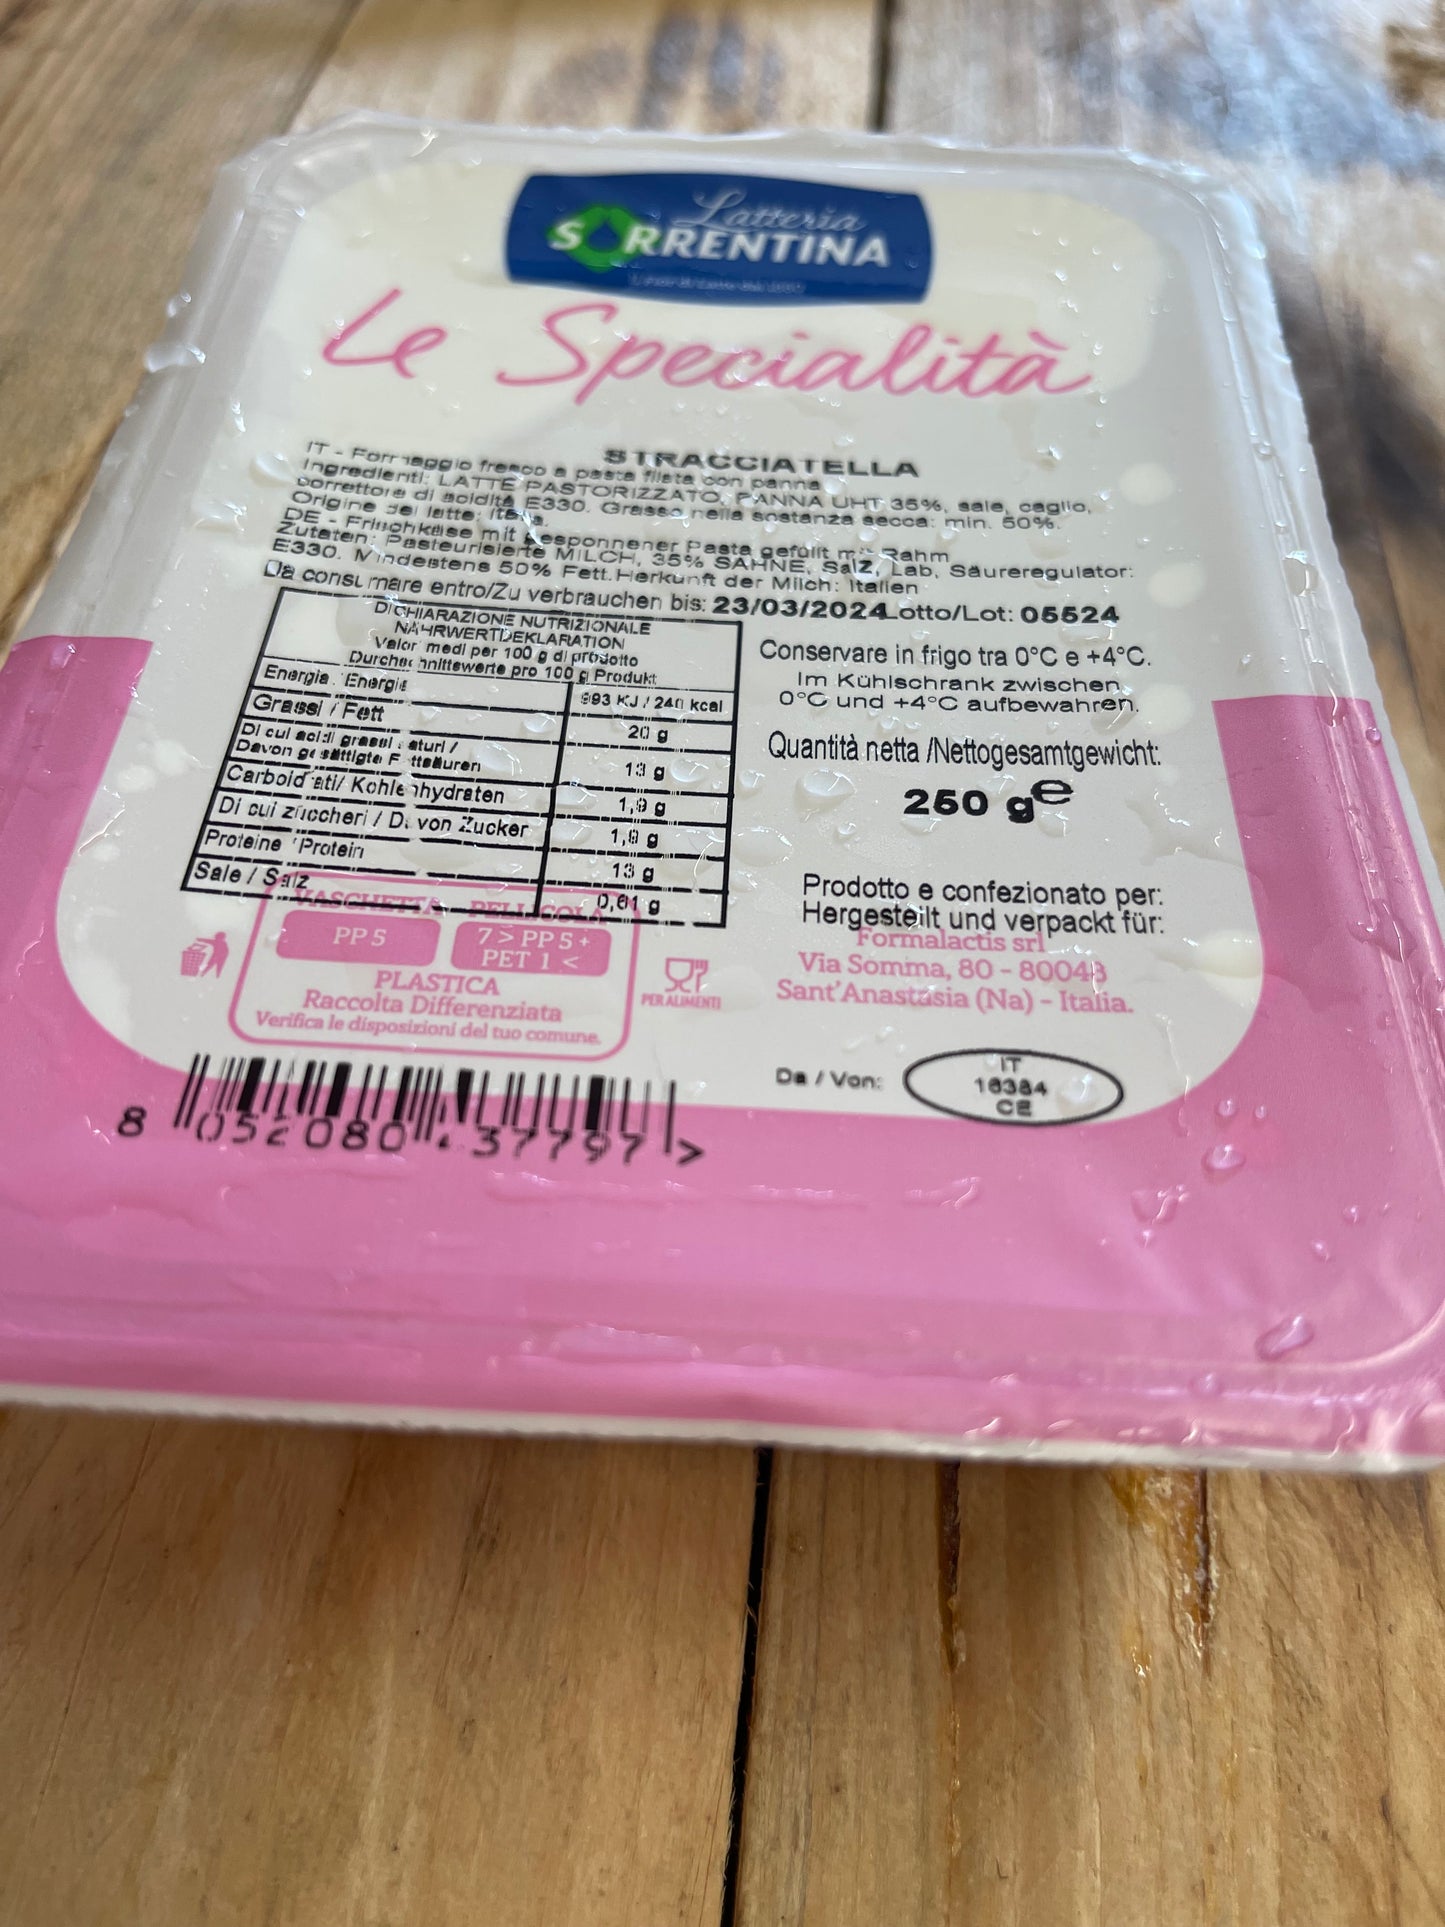 Latteria
SORRENTINA
Le Specialità
STRACCIATELLA
IT - Formaggio fresco a pasta filata con panna
Ingredienti: LATTE PASTORIZZATO, PANNA UHT 35%, sale, caglio,
correttore di acidità E330. Grasso nella sostanza secca: min. 50%.
Origine del latte: Italia.
DE - Frischkäse mit gesponnener Pasta gefüllt mit Rahm
Zutaten: Pasteurisierte MILCH, 35% SAHNE, Salz, Lab, Säureregulator:
E330. Mindestens 50% Fett. Herkunft der Milch: Italien
Da consumare entro/Zu verbrauchen bis: 23/03/2024 Lotto/Lot: 05524
DICHIARAZIONE NUTRIZIONALE
NÄHRWERTDEKLARATION
Valor medi per 100 g di prodotto
Durchschnittswerte pro 100 g Produkt
Energia / Energie 993 KJ / 240 kcal
Grassi / Fett 20 g
Di cui acidi grassi saturi /
Davon gesättigte Fettsäuren 13 g
Carboidrati/ Kohlenhydraten 1,9 g
Di cui zuccheri / Davon Zucker 1,9 g
Proteine / Protein 13 g
Sale / Salz 0,61 g
Conservare in frigo tra 0°C e +4°C.
Im Kühlschrank zwischen
0°C und +4°C aufbewahren.
Quantità netta /Nettogesamtgewicht:
250 g e
Prodotto e confezionato per:
Hergesteilt und verpackt für:
Formalactis srl
Via Somma, 80 - 80048
Sant'Anastasia (Na) - Italia.
VASCHETTA PELLICOLA
PP 5 7> PP 5 +
PET 1 <
PLASTICA
Raccolta Differenziata
Verifica le disposizioni del tuo comune.
PER ALIMENTI
Da / Von:
IT
16384
CE
8 052080 437797 >